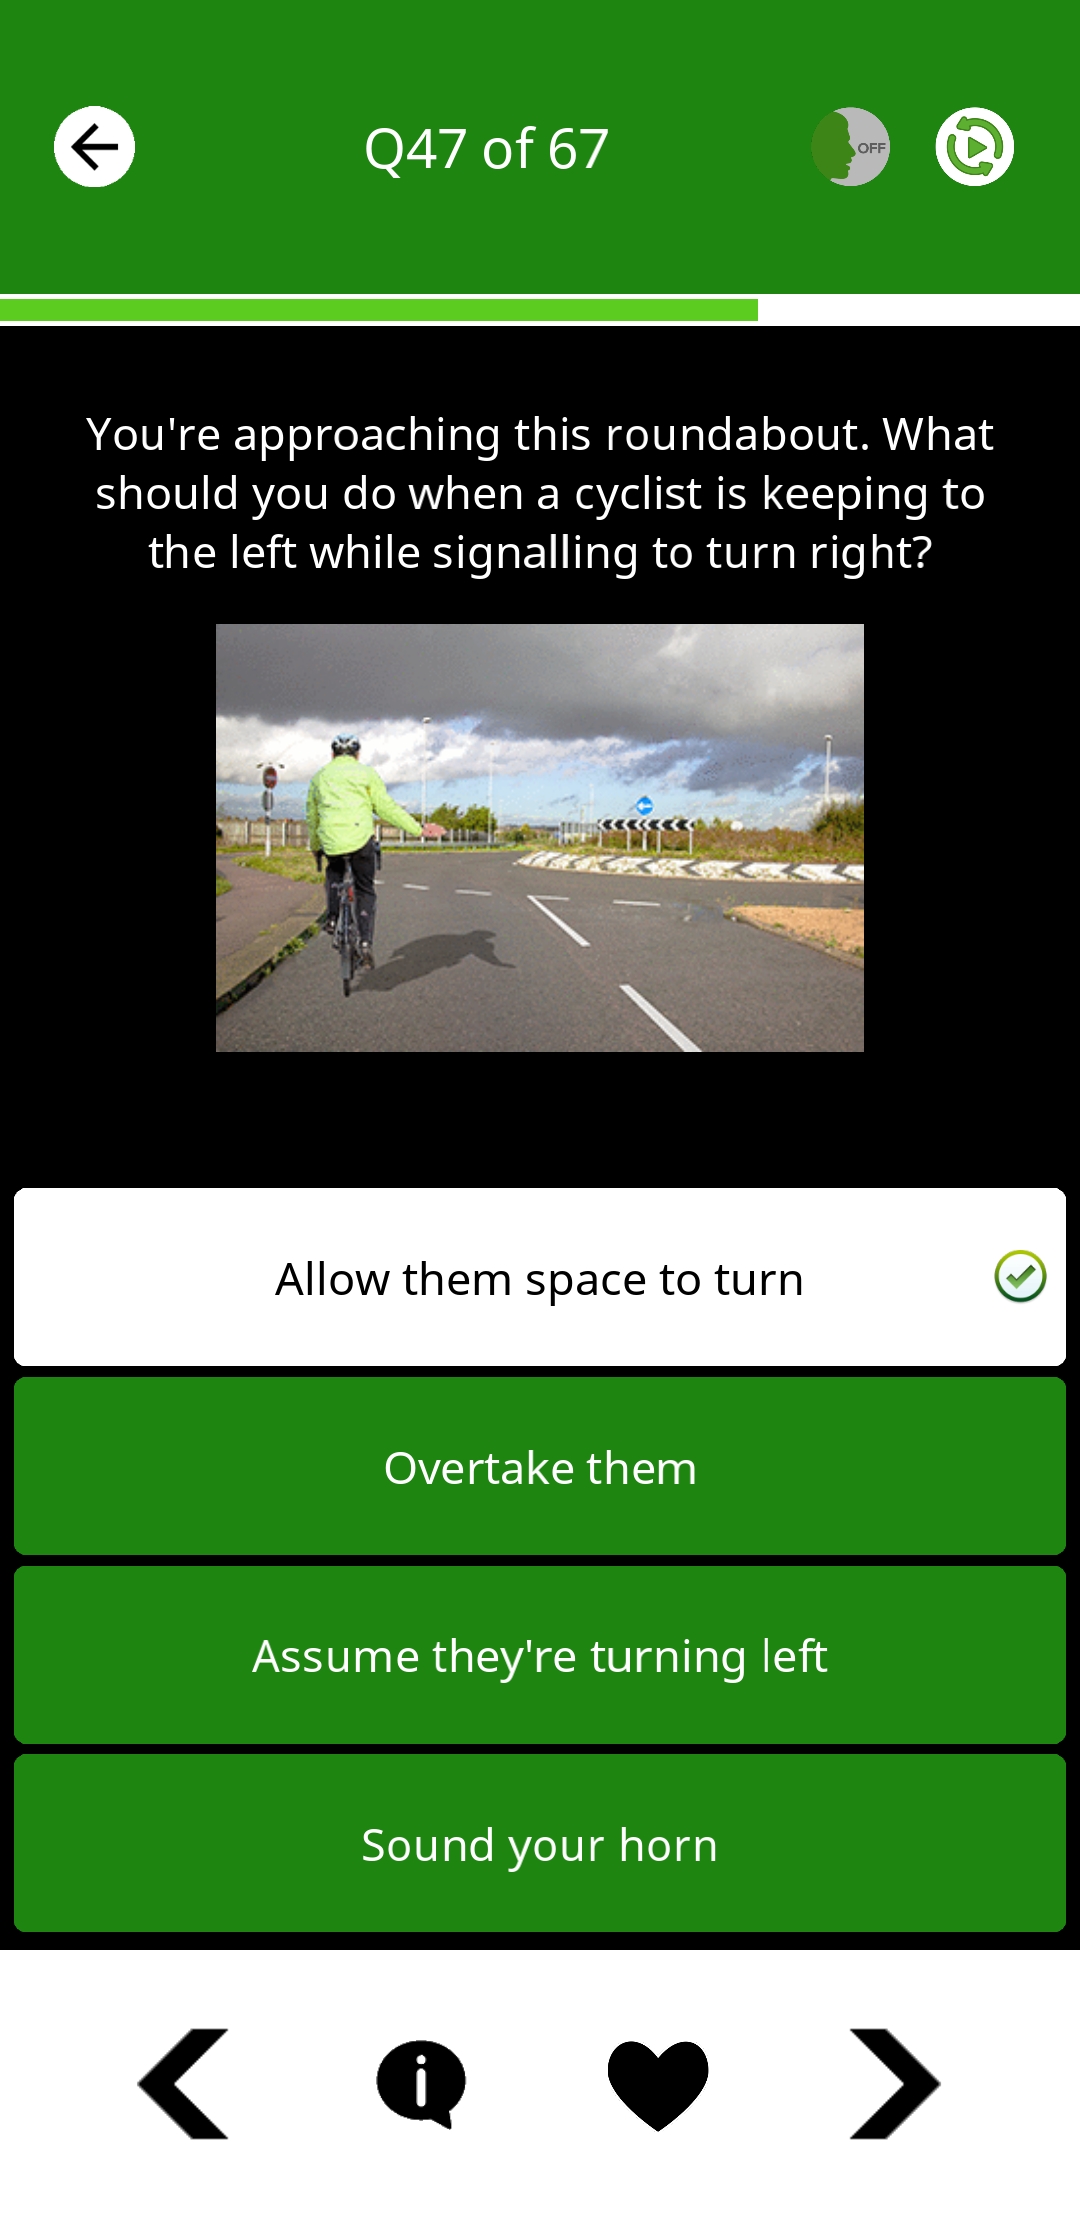 Q47 of 67
OFF
You're approaching this roundabout. What
should you do when a cyclist is keeping to
the left while signalling to turn right?
Allow them space to turn
Overtake them
Assume they're turning left
Sound your horn